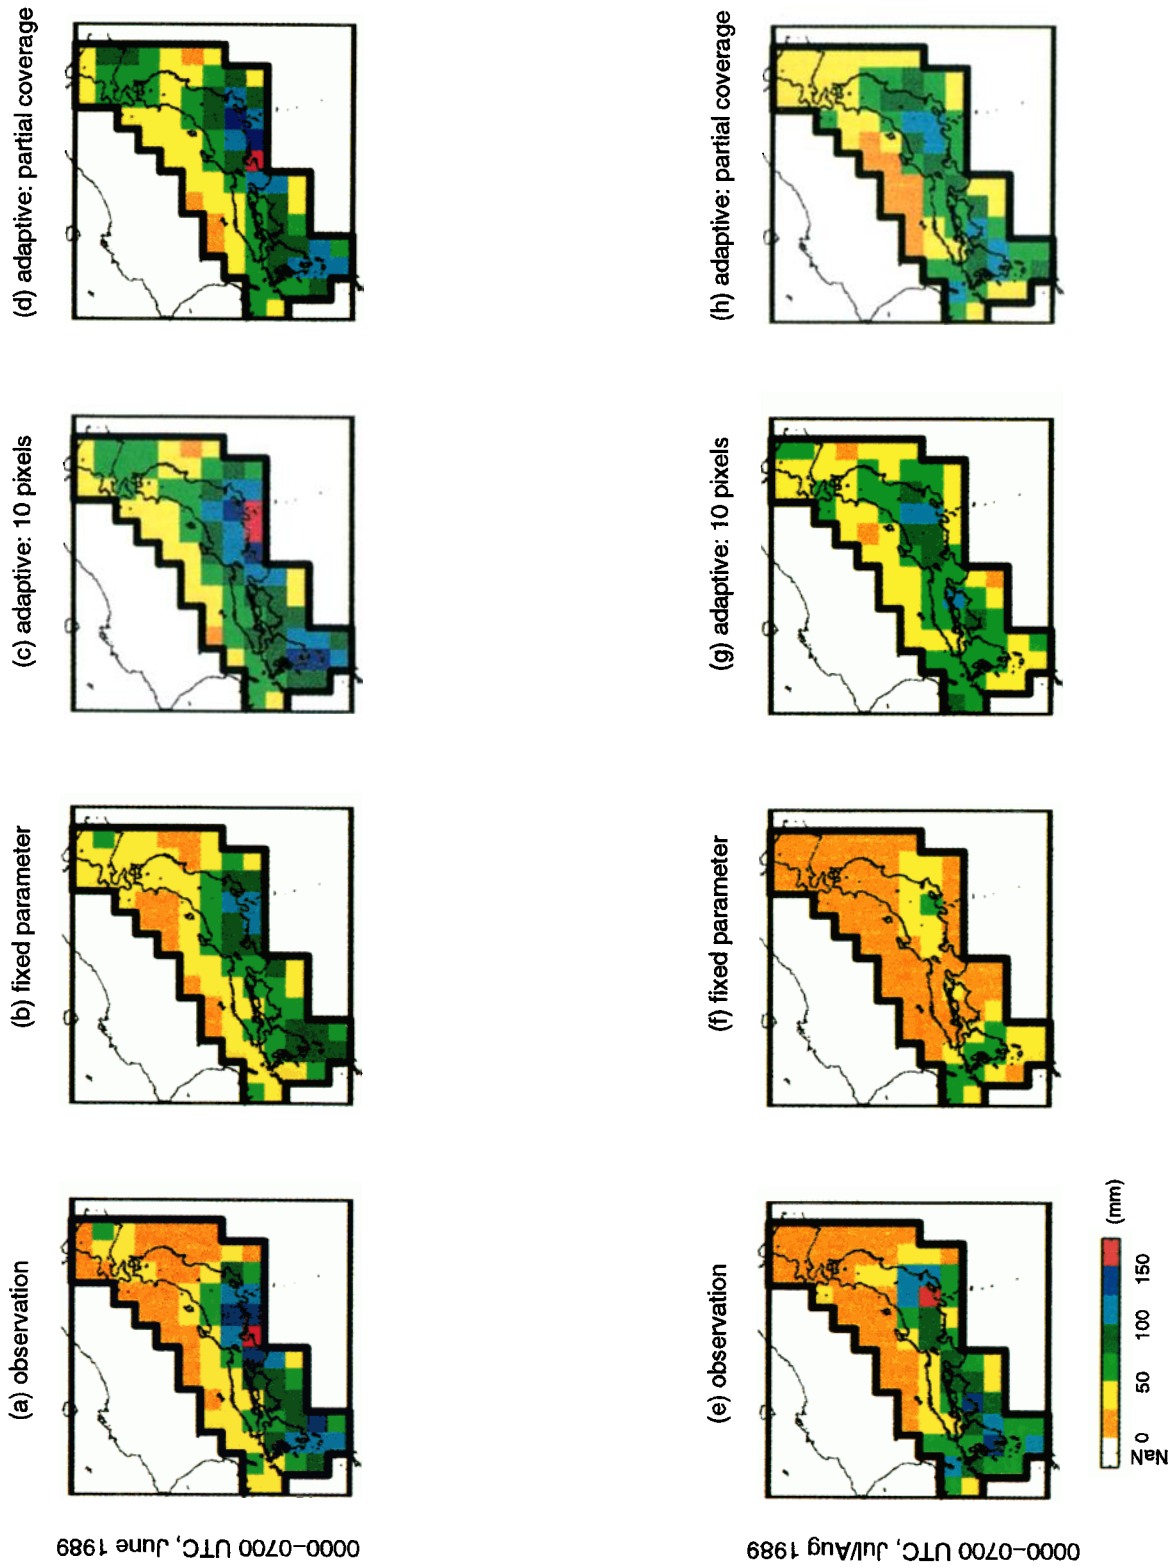 (a) observation
(b) fixed parameter
(c) adaptive: 10 pixels
(d) adaptive: partial coverage
0000–0700 UTC, June 1989
(e) observation
(f) fixed parameter
(g) adaptive: 10 pixels
(h) adaptive: partial coverage
0000–0700 UTC, Jul/Aug 1989
NaN 0 50 100 150 (mm)